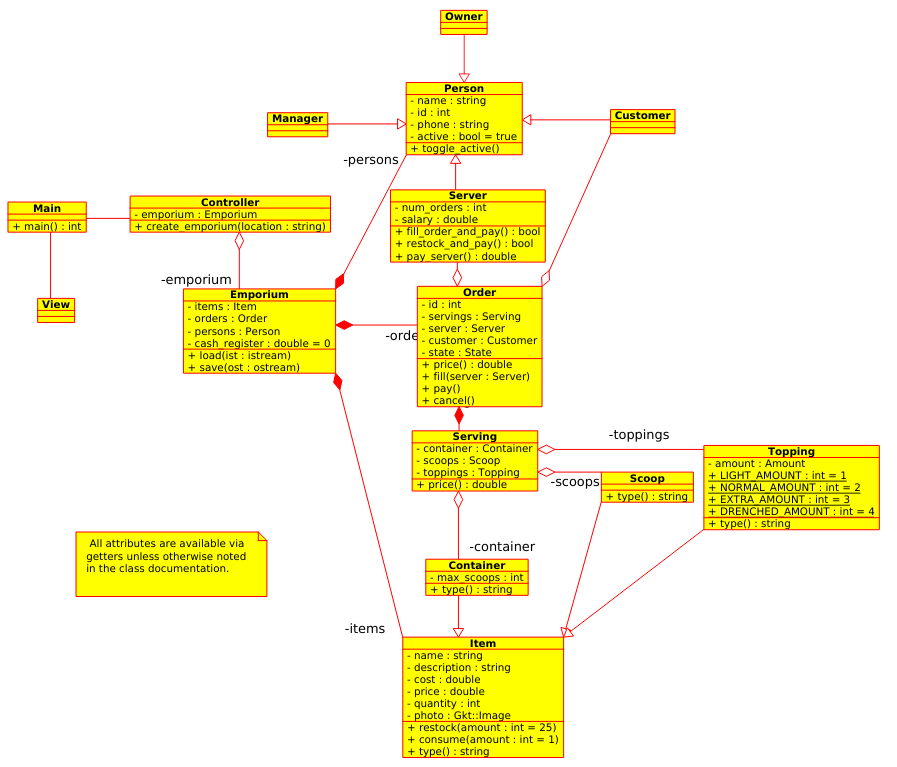 Owner
Person
- name : string
- id : int
- phone : string
- active : bool = true
+ toggle_active()
Manager
Customer
-persons
Server
- num_orders : int
- salary : double
+ fill_order_and_pay() : bool
+ restock_and_pay() : bool
+ pay_server() : double
Main
+ main() : int
Controller
- emporium : Emporium
+ create_emporium(location : string)
View
-emporium
Emporium
- items : Item
- orders : Order
- persons : Person
- cash_register : double = 0
+ load(ist : istream)
+ save(ost : ostream)
-orde
Order
- id : int
- servings : Serving
- server : Server
- customer : Customer
- state : State
+ price() : double
+ fill(server : Server)
+ pay()
+ cancel()
Serving
- container : Container
- scoops : Scoop
- toppings : Topping
+ price() : double
-toppings
-scoops
Scoop
+ type() : string
Topping
- amount : Amount
+ LIGHT_AMOUNT : int = 1
+ NORMAL_AMOUNT : int = 2
+ EXTRA_AMOUNT : int = 3
+ DRENCHED_AMOUNT : int = 4
+ type() : string
All attributes are available via
getters unless otherwise noted
in the class documentation.
-container
Container
- max_scoops : int
+ type() : string
-items
Item
- name : string
- description : string
- cost : double
- price : double
- quantity : int
- photo : Gkt::Image
+ restock(amount : int = 25)
+ consume(amount : int = 1)
+ type() : string